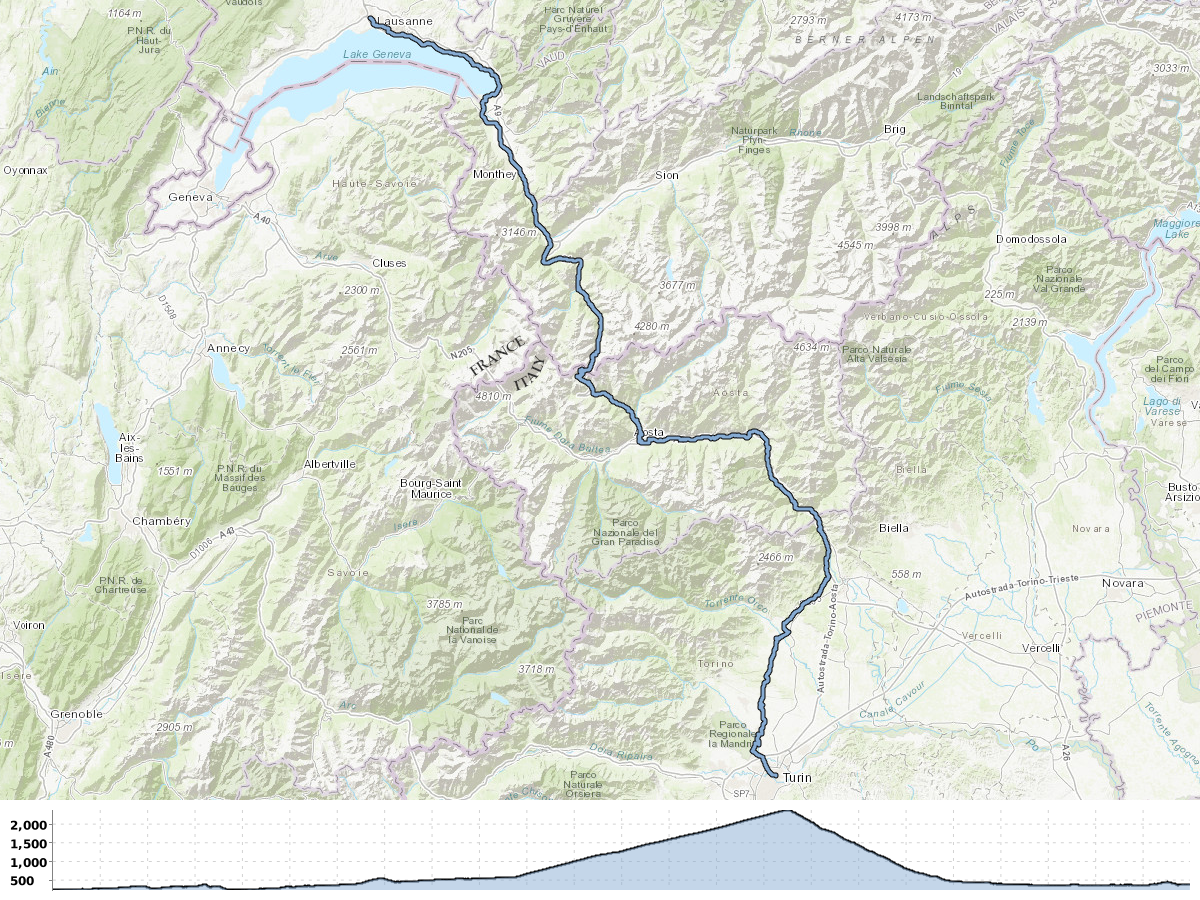 1164 m
Vaudois
P.N.R. du
Haut-
Jura
Lausanne
Parc Naturel
Gruyère
Pays-d'Enhaut
2793 m
4173 m
BERNER ALPEN
VALAIS
VAUD
19
3033 m
Ain
Bienne
Lake Geneva
A9
Landschaftspark
Binntal
Naturpark
Pfyn-
Finges
Rhone
Brig
Fiume Toce
Oyonnax
Geneva
Haute-Savoie
Monthey
Sion
A40
3146 m
3998 m
4545 m
ALPS
Maggiore
Lake
Domodossola
Arve
Cluses
2300 m
3677 m
Parco
Nazionale
Val Grande
225 m
D1508
verbano-Cusio-Ossola
2139 m
4280 m
2561 m
N205
FRANCE
ITALY
4634 m
Parco Naturale
Alta Valsesia
Annecy
Parco
del Campo
dei Fiori
4810 m
Aosta
Fiume Sesia
Lago di
Varese
Varese
Fiume Dora Baltea
Aosta
Aix-
les-
Bains
1551 m
P.N.R. du
Massif des
Bauges
Albertville
Bourg-Saint
Maurice
Biella
Busto
Arsizio
Chambéry
Isère
Parco
Nazionale del
Gran Paradiso
Biella
Novara
D1006
A43
P.N.R. de
Chartreuse
Savoie
2466 m
558 m
Autostrada Torino-Trieste
Novara
Voiron
3785 m
Parc
National de
la Vanoise
Torrente Orco
Autostrada-Torino-Aosta
PIEMONTE
Vercelli
Vercelli
Isère
3718 m
Torino
Grenoble
Arc
Canale Cavour
Torrente Agogna
2905 m
A480
Parco
Regionale
la Mandria
Dora Riparia
Po
A26
Parco
Naturale
Orsiera
Turin
SP7
2,000
1,500
1,000
500